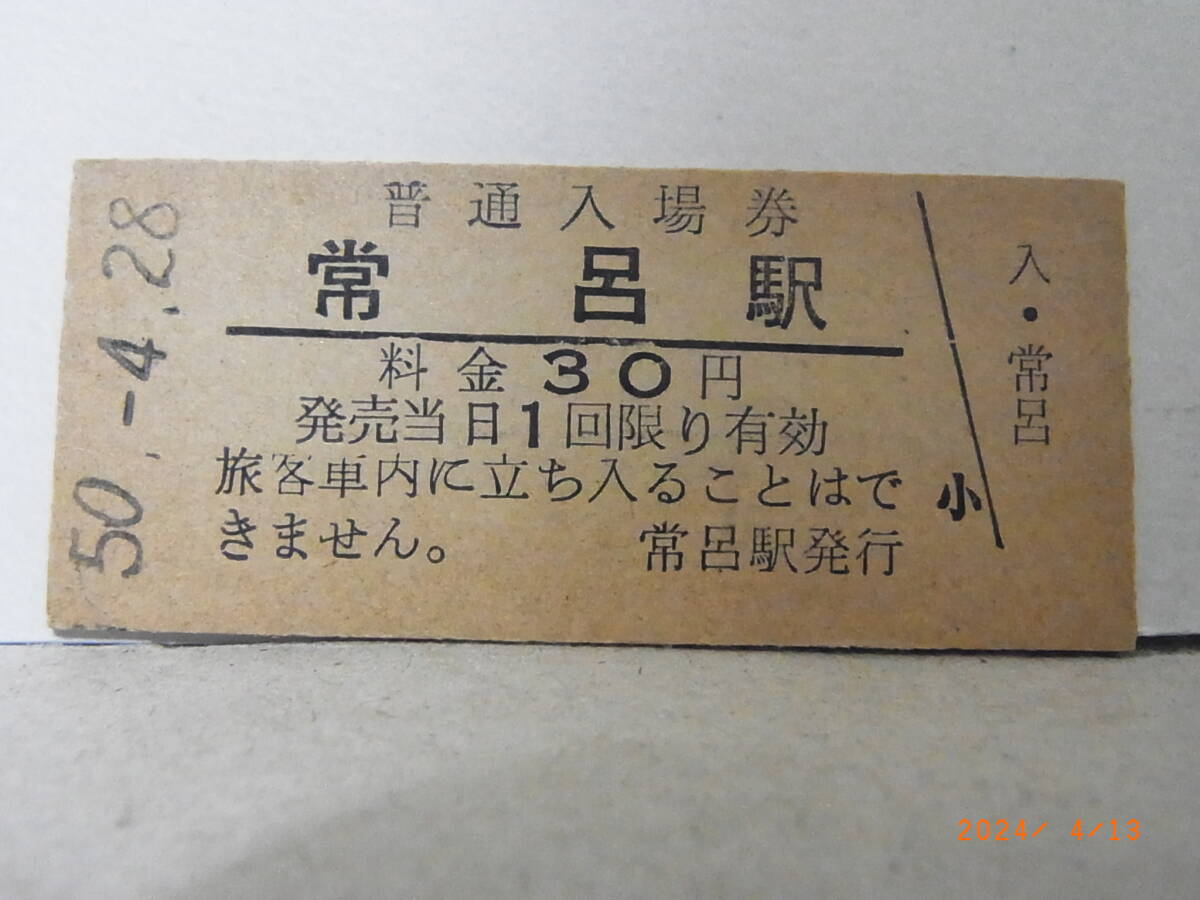 普通入場券
常呂駅
料金30円
発売当日1回限り有効
旅客車内に立ち入ることはで
きません。 常呂駅発行
小
入・常呂
50.-4.28
2024/ 4/13